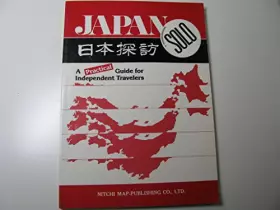 JAPAN
SOLO
日本探訪
A Practical Guide for
Independent Travelers
NITCHI MAP-PUBLISHING CO., LTD.